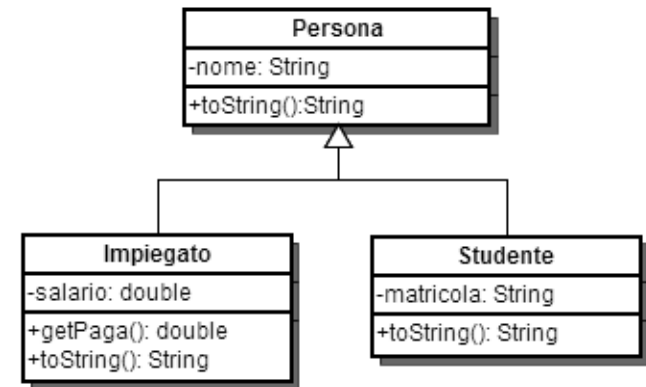 Persona
-nome: String
+toString():String
Impiegato
-salario: double
+getPaga(): double
+toString(): String
Studente
-matricola: String
+toString(): String